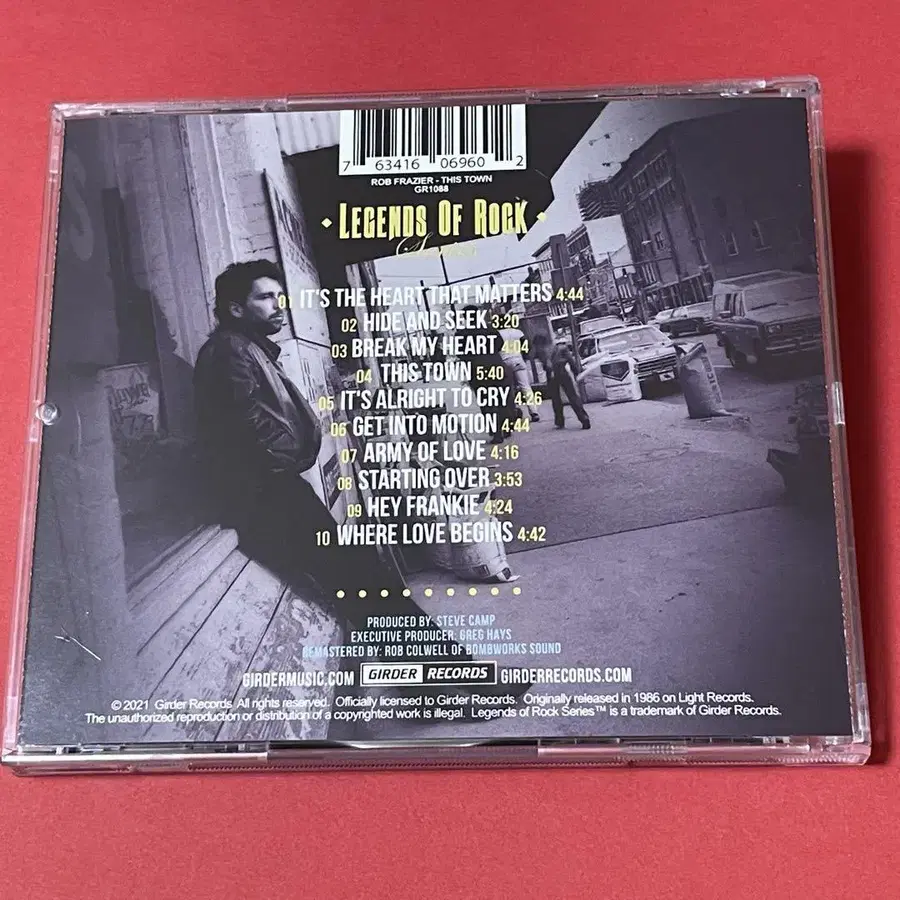 7 63416 06960 2
ROB FRAZIER - THIS TOWN
GR1088
LEGENDS OF ROCK
Series
01 IT'S THE HEART THAT MATTERS 4:44
02 HIDE AND SEEK 3:20
03 BREAK MY HEART 4:04
04 THIS TOWN 5:40
05 IT'S ALRIGHT TO CRY 4:26
06 GET INTO MOTION 4:44
07 ARMY OF LOVE 4:16
08 STARTING OVER 3:53
09 HEY FRANKIE 4:24
10 WHERE LOVE BEGINS 4:42
PRODUCED BY: STEVE CAMP
EXECUTIVE PRODUCER: GREG HAYS
REMASTERED BY: ROB COLWELL OF BOMBWORKS SOUND
GIRDERMUSIC.COM GIRDER RECORDS GIRDERRECORDS.COM
© 2021 Girder Records. All rights reserved. Officially licensed to Girder Records. Originally released in 1986 on Light Records.
The unauthorized reproduction or distribution of a copyrighted work is illegal. Legends of Rock Series™ is a trademark of Girder Records.